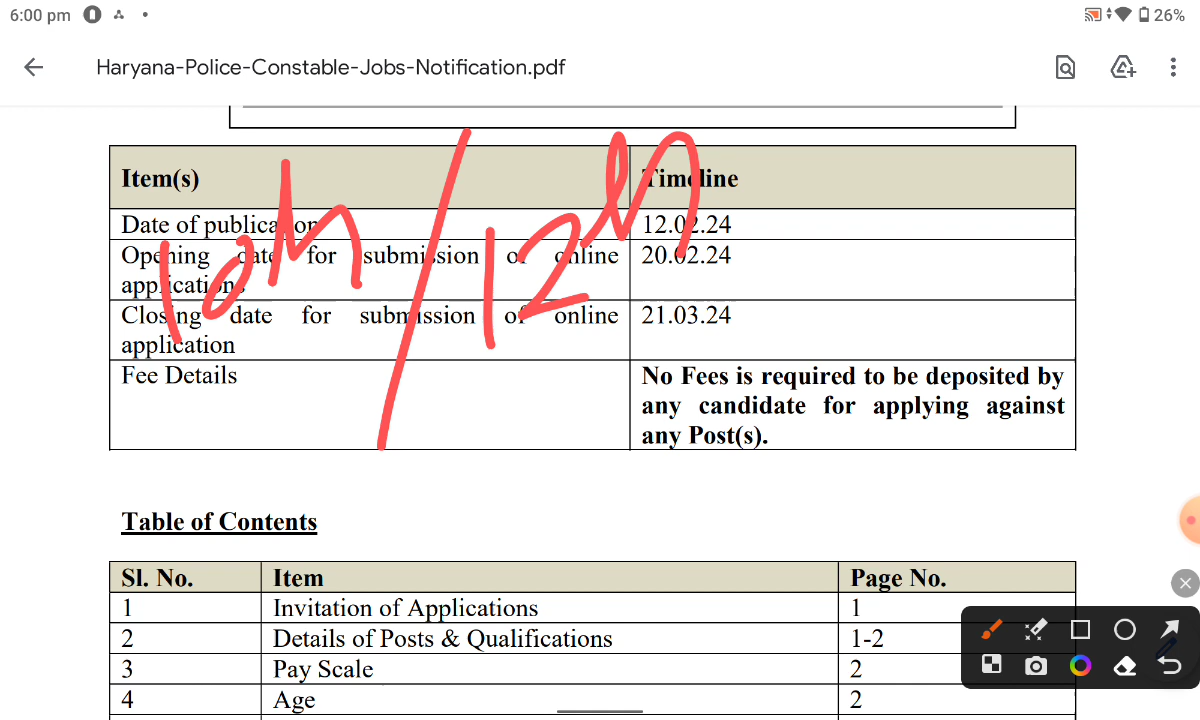 6:00 pm 26%
Haryana-Police-Constable-Jobs-Notification.pdf
10th/12th
Item(s) Timeline
Date of publication 12.02.24
Opening date for submission of online 20.02.24
applications
Closing date for submission of online 21.03.24
application
Fee Details No Fees is required to be deposited by
any candidate for applying against
any Post(s).
Table of Contents
Sl. No. Item Page No.
1 Invitation of Applications 1
2 Details of Posts & Qualifications 1-2
3 Pay Scale 2
4 Age 2